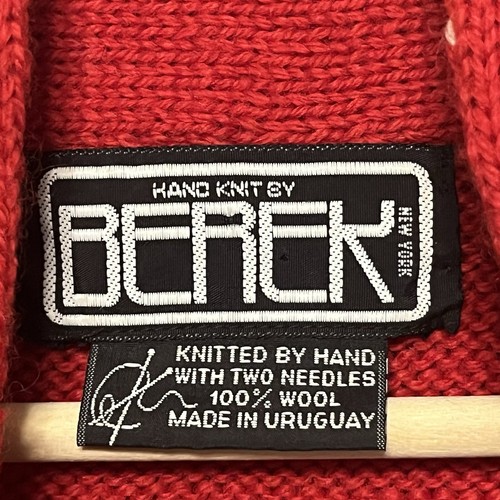 HAND KNIT BY
BEREK
NEW YORK
KNITTED BY HAND
WITH TWO NEEDLES
100% WOOL
MADE IN URUGUAY